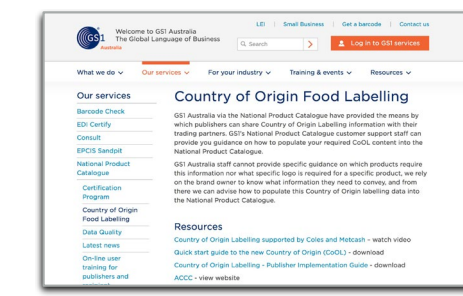 LEI | Small Business | Get a barcode | Contact us
GS1
Australia
Welcome to GS1 Australia
The Global Language of Business
Search
Log in to GS1 services
What we do
Our services
For your industry
Training & events
Resources
Our services
Barcode Check
EDI Certify
Consult
EPCIS Sandpit
National Product
Catalogue
Certification
Program
Country of Origin
Food Labelling
Data Quality
Latest news
On-line user
training for
publishers and
Country of Origin Food Labelling
GS1 Australia via the National Product Catalogue have provided the means by
which publishers can share Country of Origin Labelling information with their
trading partners. GS1's National Product Catalogue customer support staff can
provide you guidance on how to populate your required CoOL content into the
National Product Catalogue.
GS1 Australia staff cannot provide specific guidance on which products require
this information nor what specific logo is required for a specific product, we rely
on the brand owner to know what information they need to convey, and from
there we can advise how to populate this Country of Origin labelling data into
the National Product Catalogue.
Resources
Country of Origin Labelling supported by Coles and Metcash - watch video
Quick start guide to the new Country of Origin (CoOL) - download
Country of Origin Labelling - Publisher Implementation Guide - download
ACCC - view website